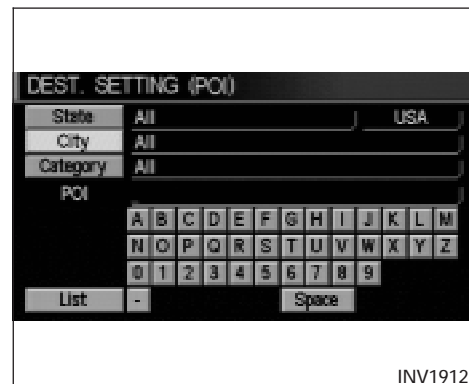 DEST. SETTING (POI)
State All USA
City All
Category All
POI _
A B C D E F G H I J K L M
N O P Q R S T U V W X Y Z
0 1 2 3 4 5 6 7 8 9
List - Space
INV1912